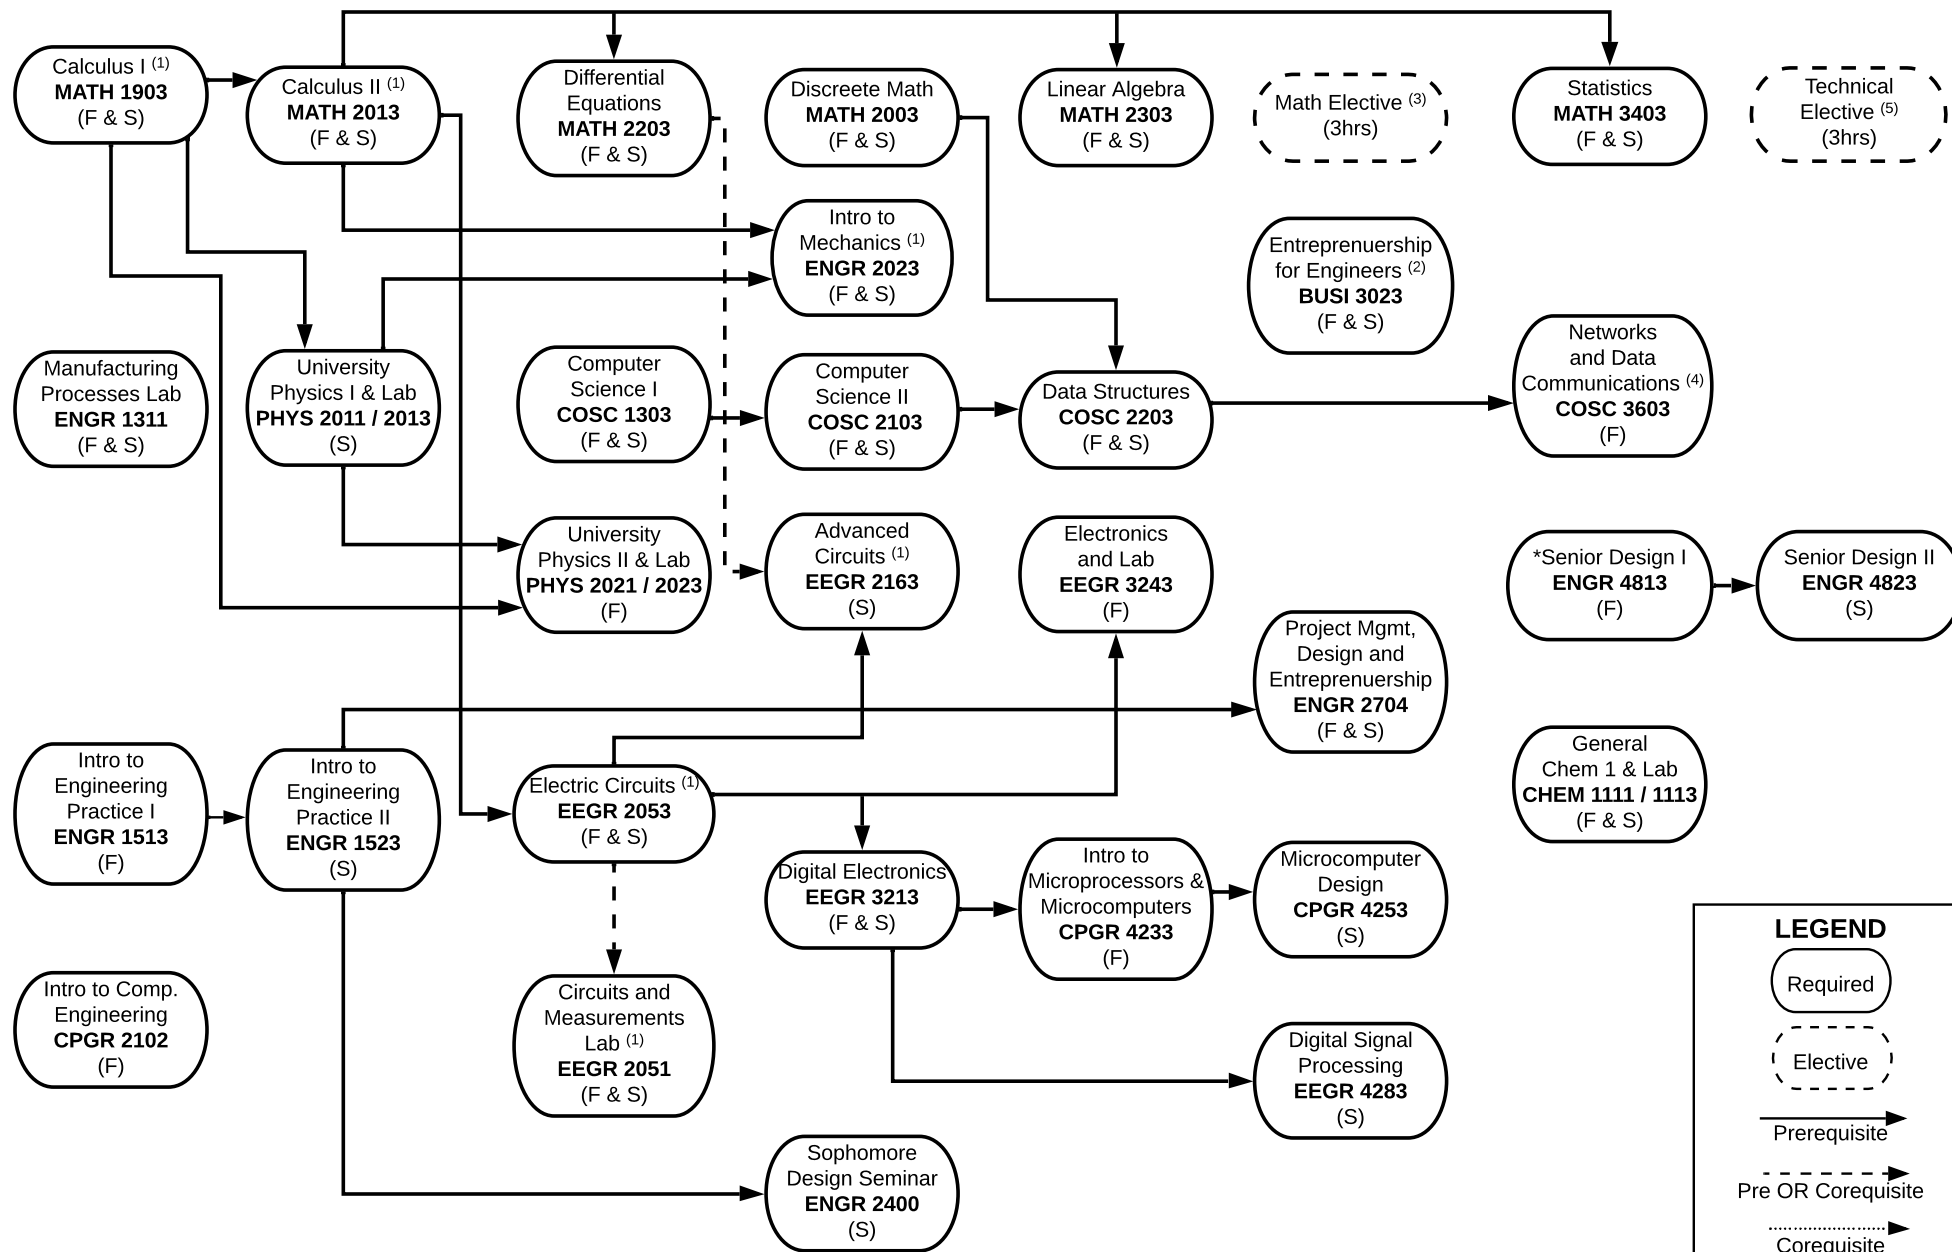 Calculus I (1)
MATH 1903
(F & S)
Calculus II (1)
MATH 2013
(F & S)
Differential
Equations
MATH 2203
(F & S)
Discreete Math
MATH 2003
(F & S)
Linear Algebra
MATH 2303
(F & S)
Math Elective (3)
(3hrs)
Statistics
MATH 3403
(F & S)
Technical
Elective (5)
(3hrs)
Intro to
Mechanics (1)
ENGR 2023
(F & S)
Entreprenuership
for Engineers (2)
BUSI 3023
(F & S)
Manufacturing
Processes Lab
ENGR 1311
(F & S)
University
Physics I & Lab
PHYS 2011 / 2013
(S)
Computer
Science I
COSC 1303
(F & S)
Computer
Science II
COSC 2103
(F & S)
Data Structures
COSC 2203
(F & S)
Networks
and Data
Communications (4)
COSC 3603
(F)
University
Physics II & Lab
PHYS 2021 / 2023
(F)
Advanced
Circuits (1)
EEGR 2163
(S)
Electronics
and Lab
EEGR 3243
(F)
*Senior Design I
ENGR 4813
(F)
Senior Design II
ENGR 4823
(S)
Project Mgmt,
Design and
Entreprenuership
ENGR 2704
(F & S)
Intro to
Engineering
Practice I
ENGR 1513
(F)
Intro to
Engineering
Practice II
ENGR 1523
(S)
Electric Circuits (1)
EEGR 2053
(F & S)
General
Chem 1 & Lab
CHEM 1111 / 1113
(F & S)
Digital Electronics
EEGR 3213
(F & S)
Intro to
Microprocessors &
Microcomputers
CPGR 4233
(F)
Microcomputer
Design
CPGR 4253
(S)
Intro to Comp.
Engineering
CPGR 2102
(F)
Circuits and
Measurements
Lab (1)
EEGR 2051
(F & S)
Digital Signal
Processing
EEGR 4283
(S)
Sophomore
Design Seminar
ENGR 2400
(S)
LEGEND
Required
Elective
Prerequisite
Pre OR Corequisite
Corequisite